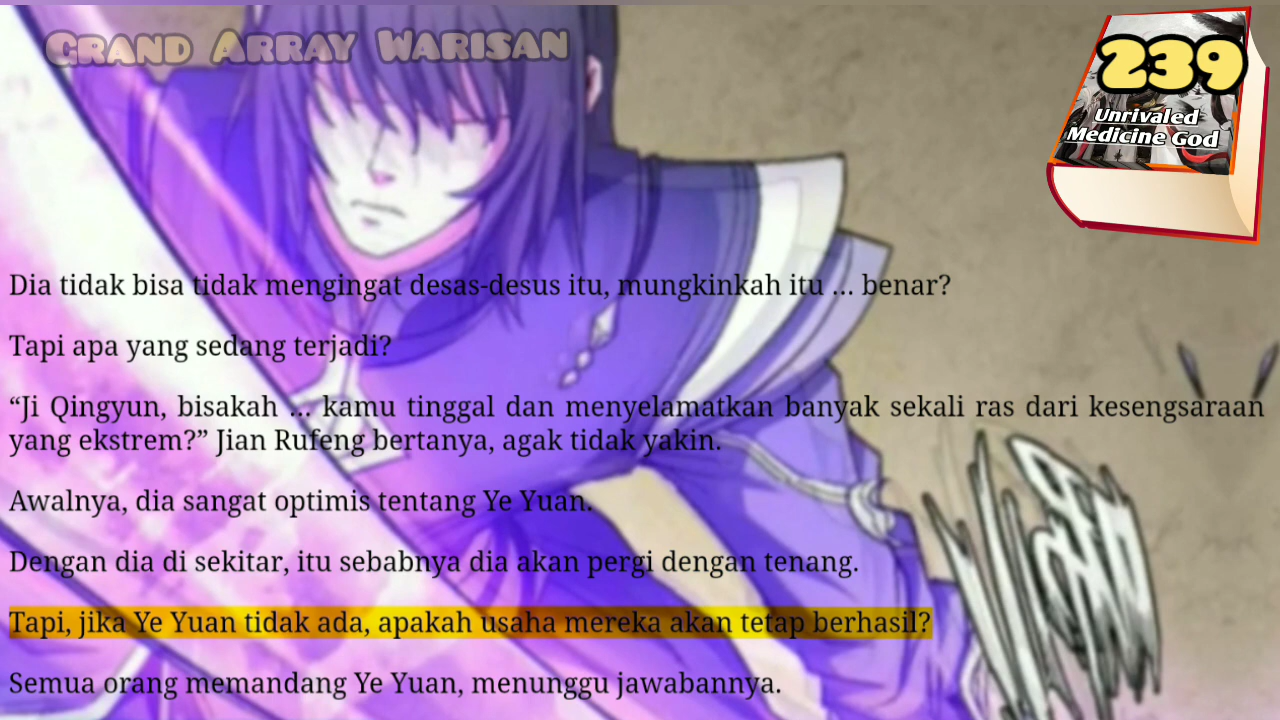 Grand Array Warisan
239
Unrivaled
Medicine God
Dia tidak bisa tidak mengingat desas-desus itu, mungkinkah itu ... benar?
Tapi apa yang sedang terjadi?
“Ji Qingyun, bisakah ... kamu tinggal dan menyelamatkan banyak sekali ras dari kesengsaraan
yang ekstrem?” Jian Rufeng bertanya, agak tidak yakin.
Awalnya, dia sangat optimis tentang Ye Yuan.
Dengan dia di sekitar, itu sebabnya dia akan pergi dengan tenang.
Tapi, jika Ye Yuan tidak ada, apakah usaha mereka akan tetap berhasil?
Semua orang memandang Ye Yuan, menunggu jawabannya.